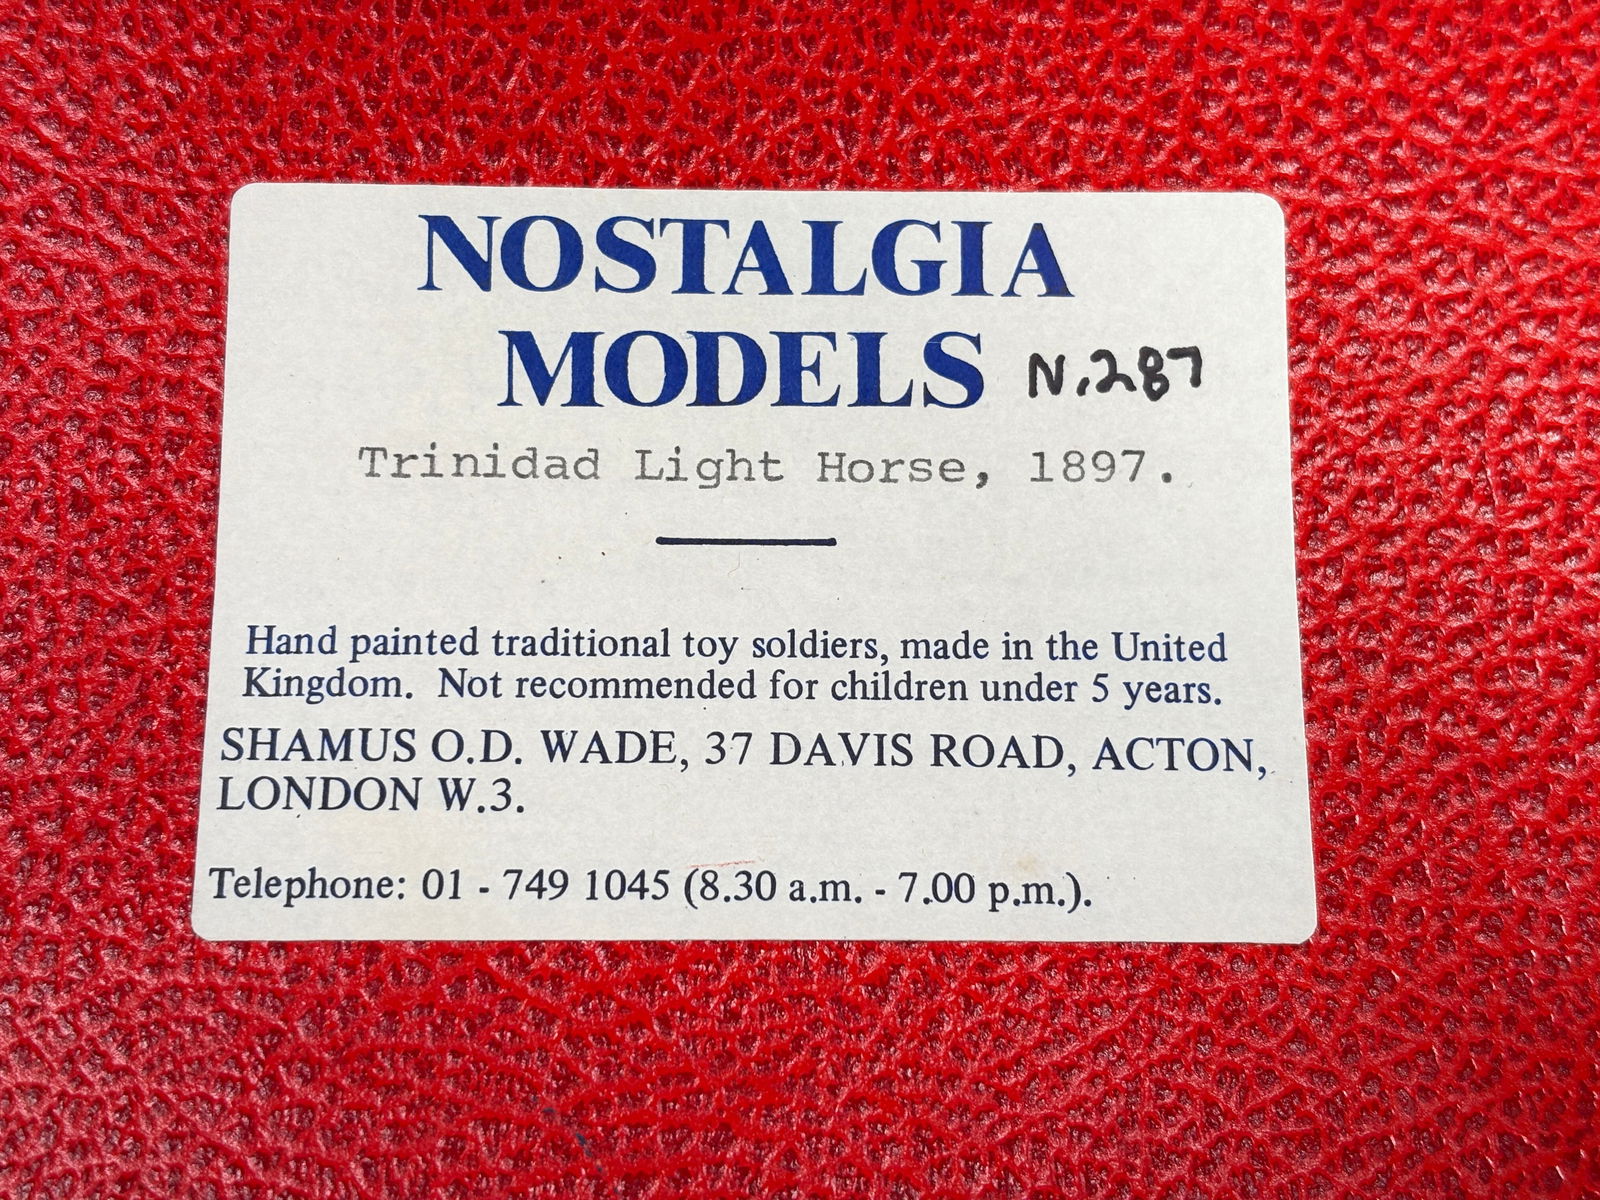 NOSTALGIA
MODELS N.287
Trinidad Light Horse, 1897.
Hand painted traditional toy soldiers, made in the United
Kingdom. Not recommended for children under 5 years.
SHAMUS O.D. WADE, 37 DAVIS ROAD, ACTON,
LONDON W.3.
Telephone: 01 - 749 1045 (8.30 a.m. - 7.00 p.m.).